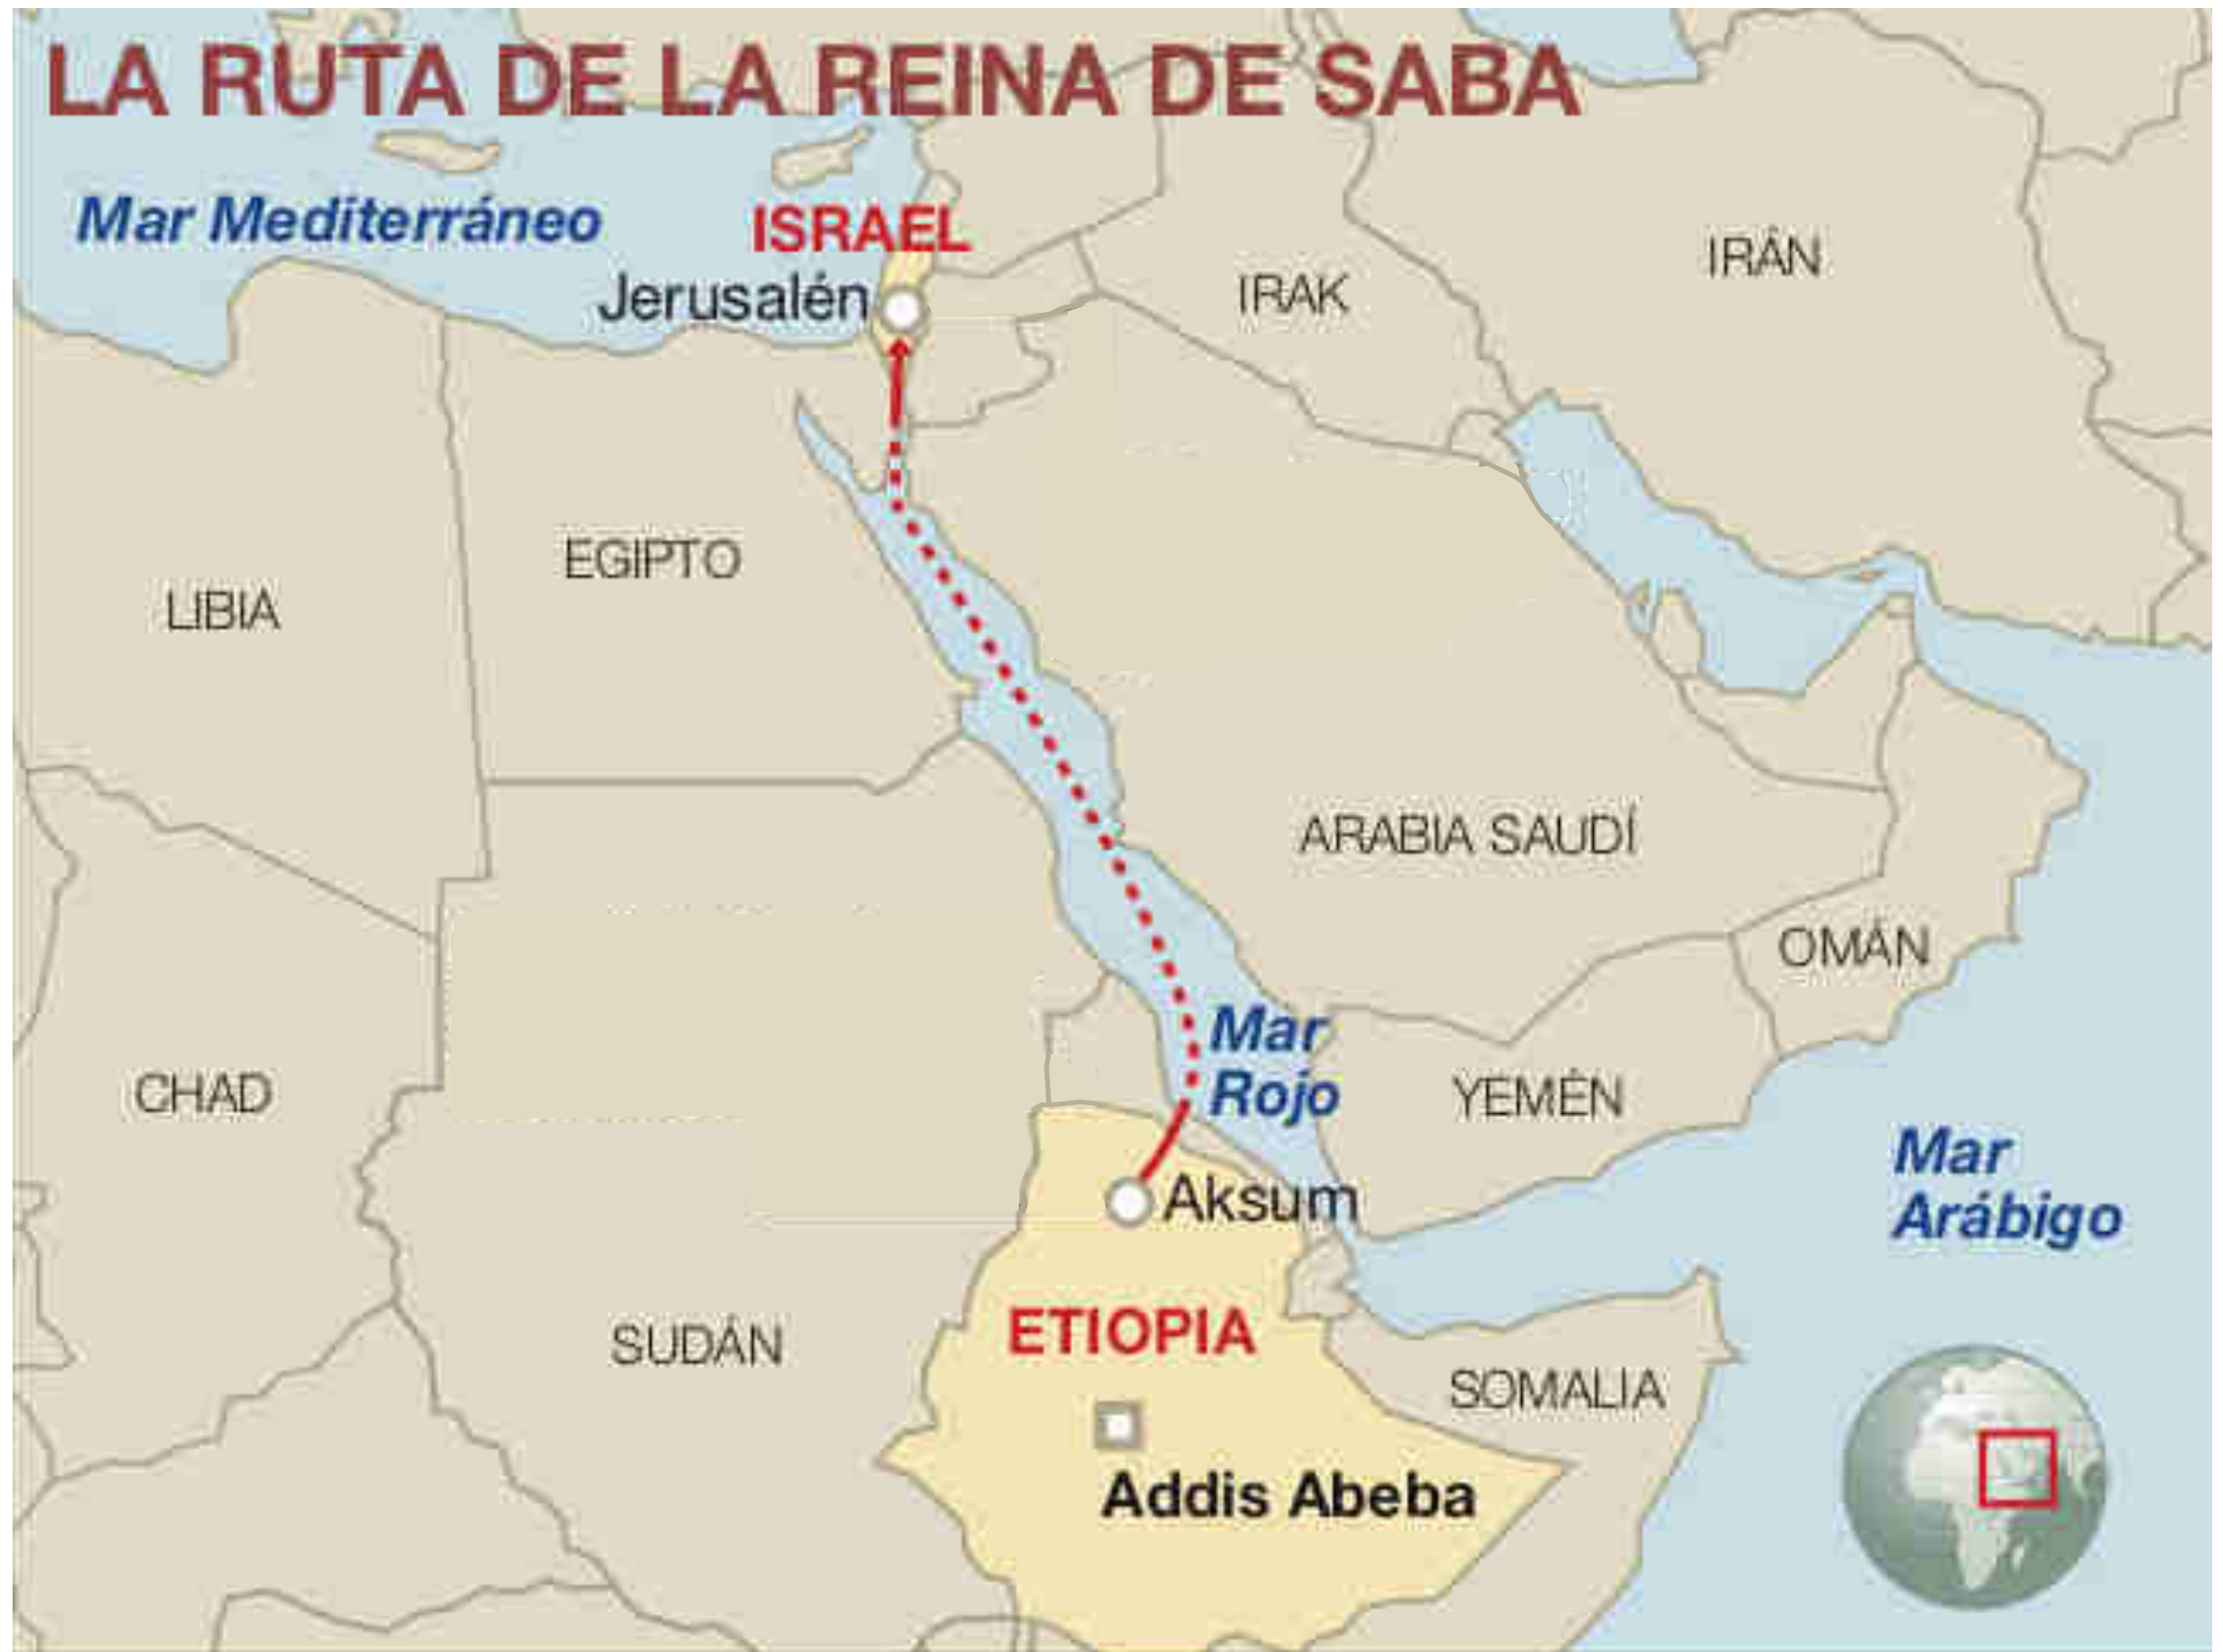 LA RUTA DE LA REINA DE SABA
Mar Mediterráneo
ISRAEL
Jerusalén
IRAK
IRÁN
EGIPTO
LIBIA
ARABIA SAUDÍ
OMÁN
Mar
Rojo
CHAD
YEMÉN
Mar
Arábigo
Aksum
ETIOPIA
SUDÁN
SOMALIA
Addis Abeba